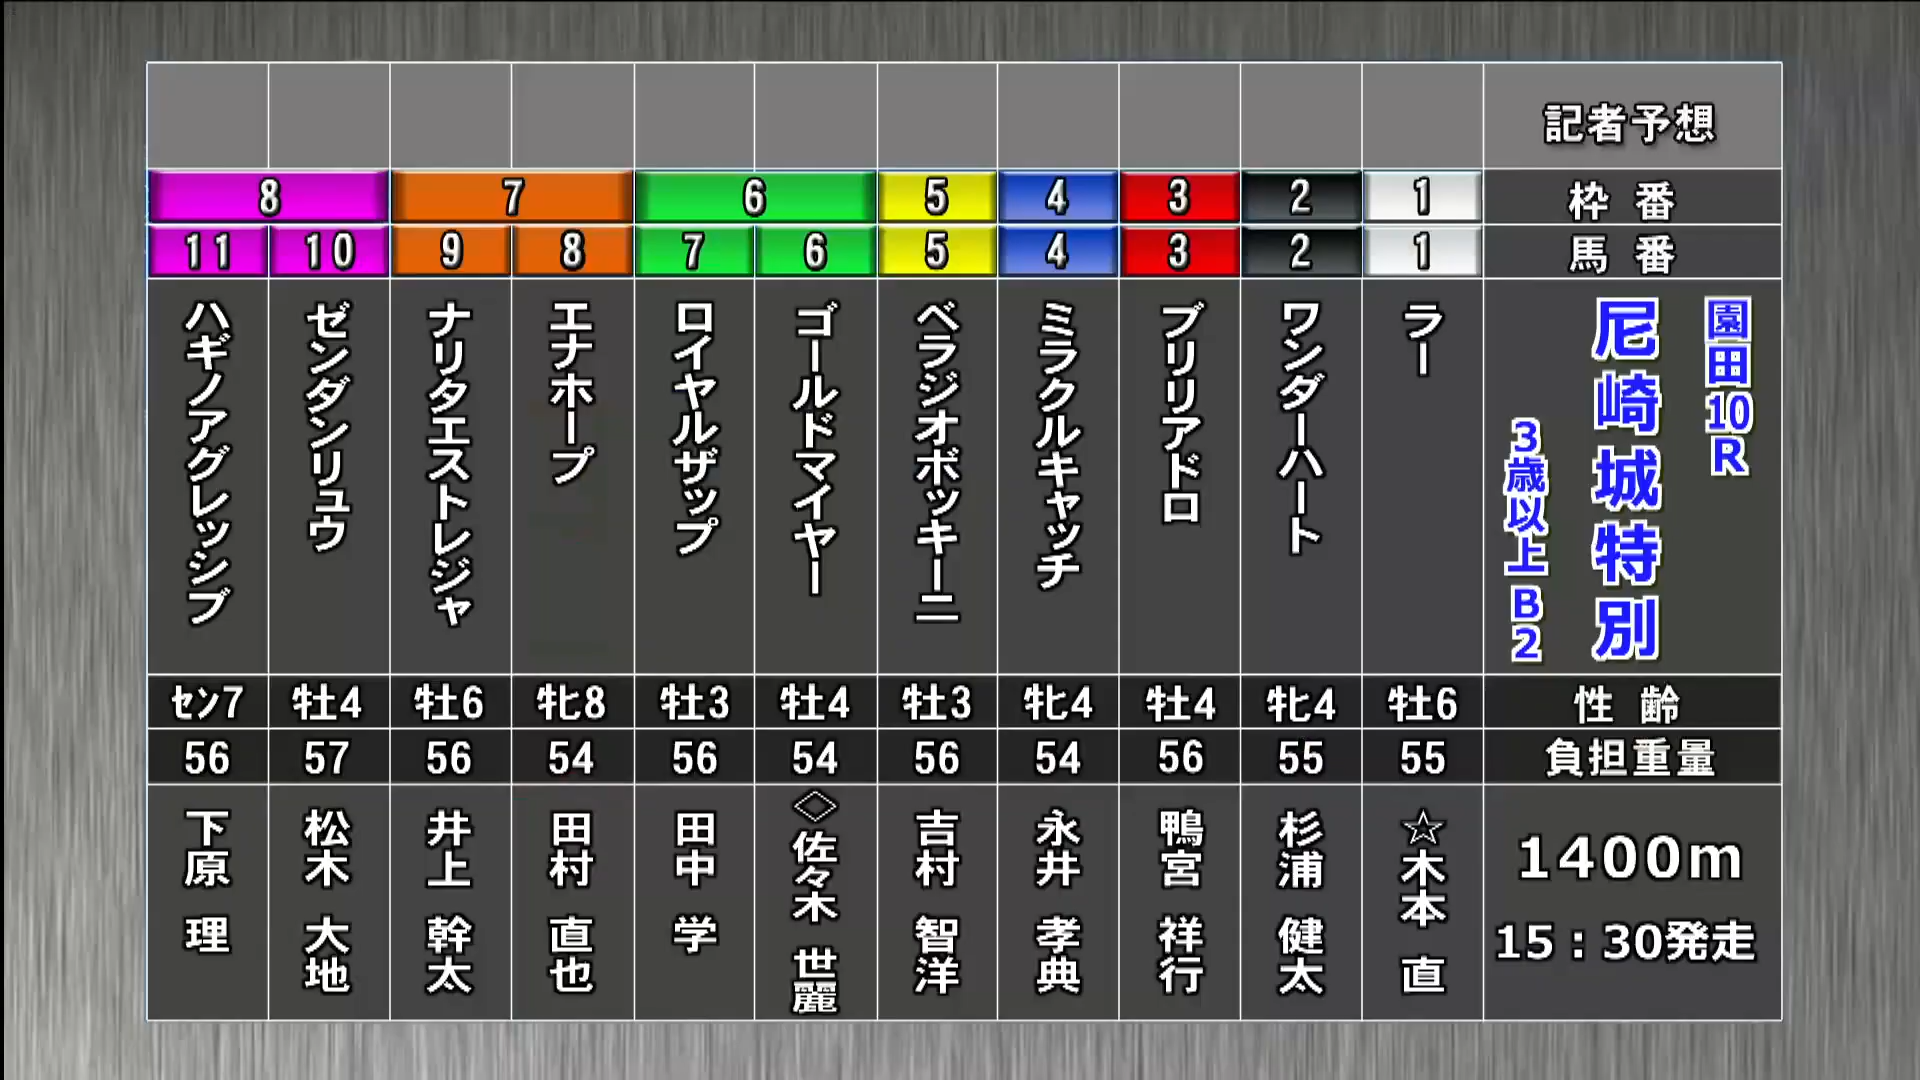 記者予想
枠番 1 2 3 4 5 6 7 8
馬番 1 2 3 4 5 6 7 8 9 10 11
園田10R
尼崎城特別
3歳以上 B2
ラー
ワンダーハート
ブリリアドロ
ミラクルキャッチ
ベラジオボッキーニ
ゴールドマイヤー
ロイヤルザップ
エナホープ
ナリタエストレジャ
ゼンダンリュウ
ハギノアグレッシブ
性齢 牡6 牝4 牡4 牝4 牡3 牡4 牡3 牝8 牡6 牡4 セン7
負担重量 55 55 56 54 56 54 56 54 56 57 56
1400m
15:30発走
☆木本 直
杉浦 健太
鴨宮 祥行
永井 孝典
吉村 智洋
◇佐々木 世麗
田中 学
田村 直也
井上 幹太
松木 大地
下原 理